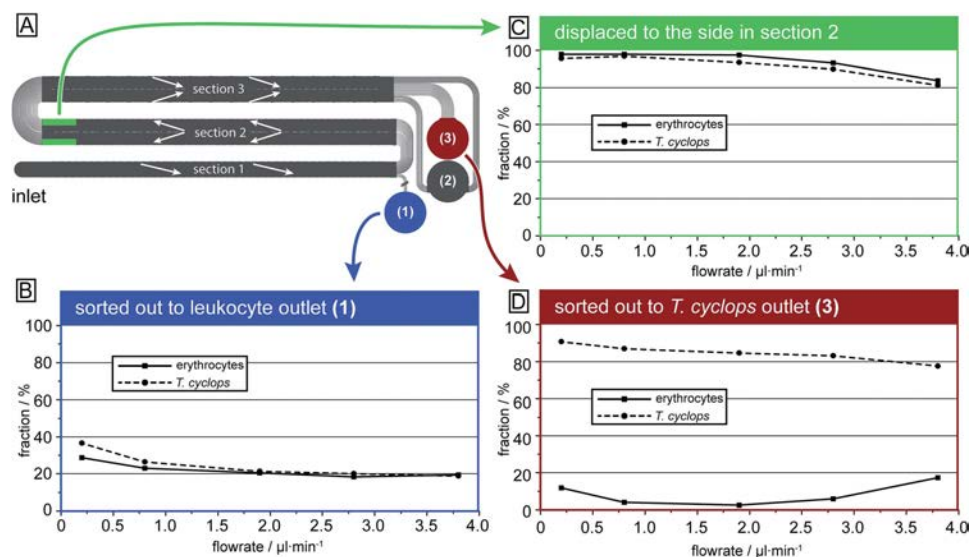 A
section 3
section 2
section 1
inlet
(3)
(2)
(1)
C
displaced to the side in section 2
fraction / %
100
80
60
40
20
0
erythrocytes
T. cyclops
0 0.5 1.0 1.5 2.0 2.5 3.0 3.5 4.0
flowrate / µl·min⁻¹
B
sorted out to leukocyte outlet (1)
fraction / %
100
80
60
40
20
0
erythrocytes
T. cyclops
0 0.5 1.0 1.5 2.0 2.5 3.0 3.5 4.0
flowrate / µl·min⁻¹
D
sorted out to T. cyclops outlet (3)
fraction / %
100
80
60
40
20
0
erythrocytes
T. cyclops
0 0.5 1.0 1.5 2.0 2.5 3.0 3.5 4.0
flowrate / µl·min⁻¹